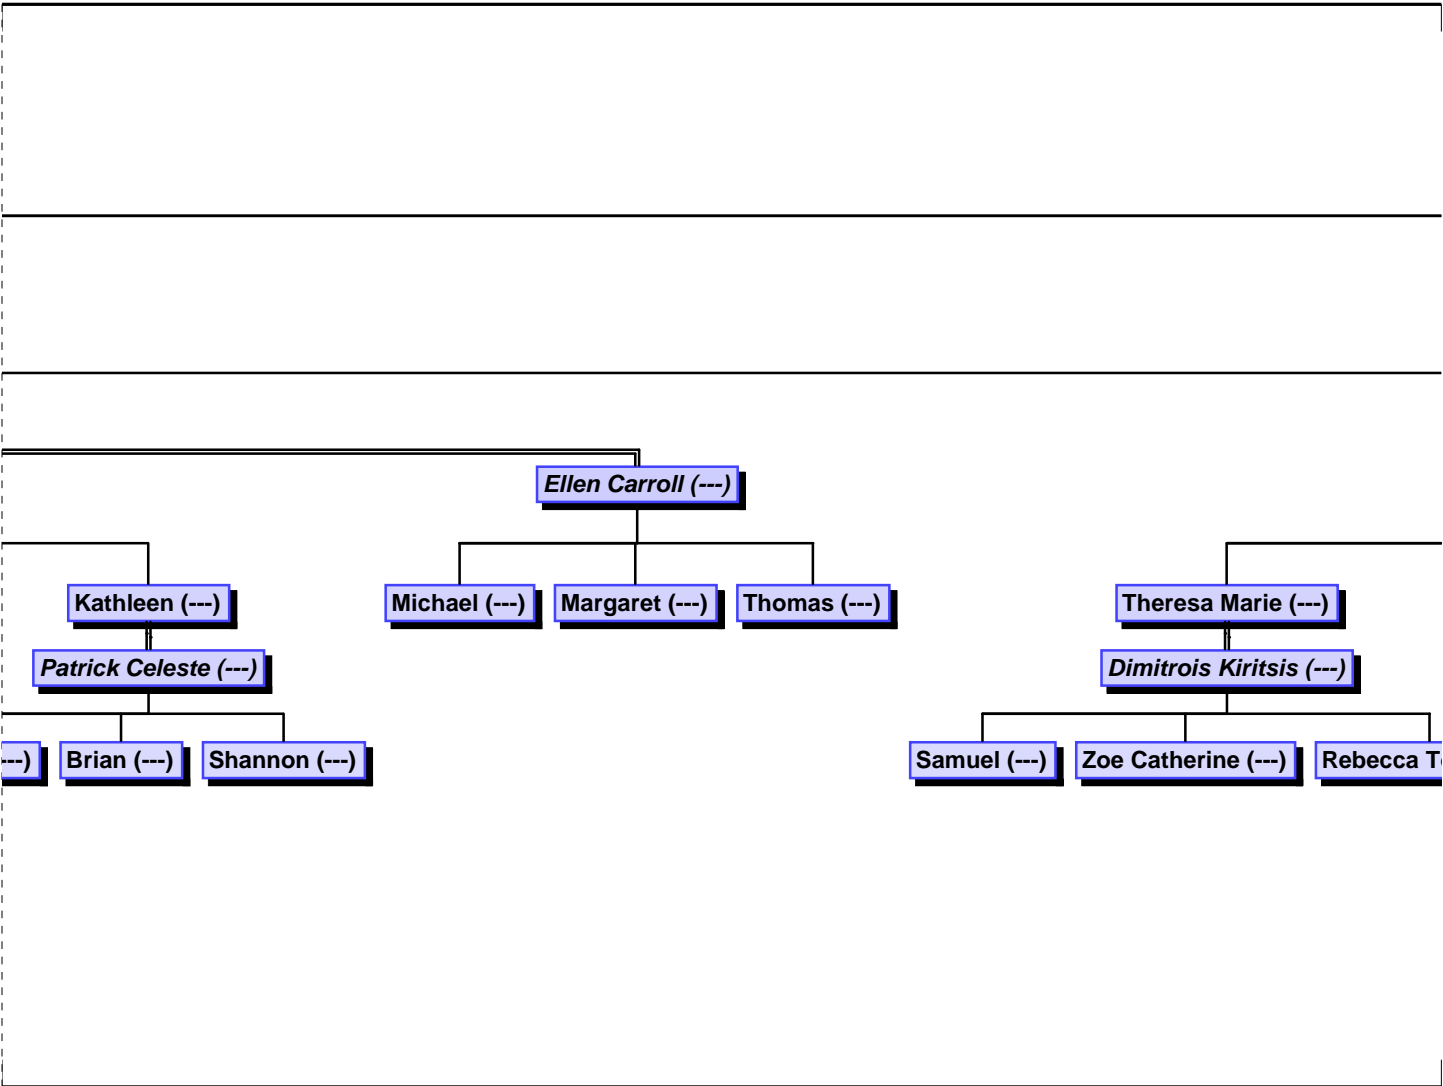 Ellen Carroll (---)
Kathleen (---)
Michael (---)
Margaret (---)
Thomas (---)
Theresa Marie (---)
Patrick Celeste (---)
Dimitrois Kiritsis (---)
---)
Brian (---)
Shannon (---)
Samuel (---)
Zoe Catherine (---)
Rebecca